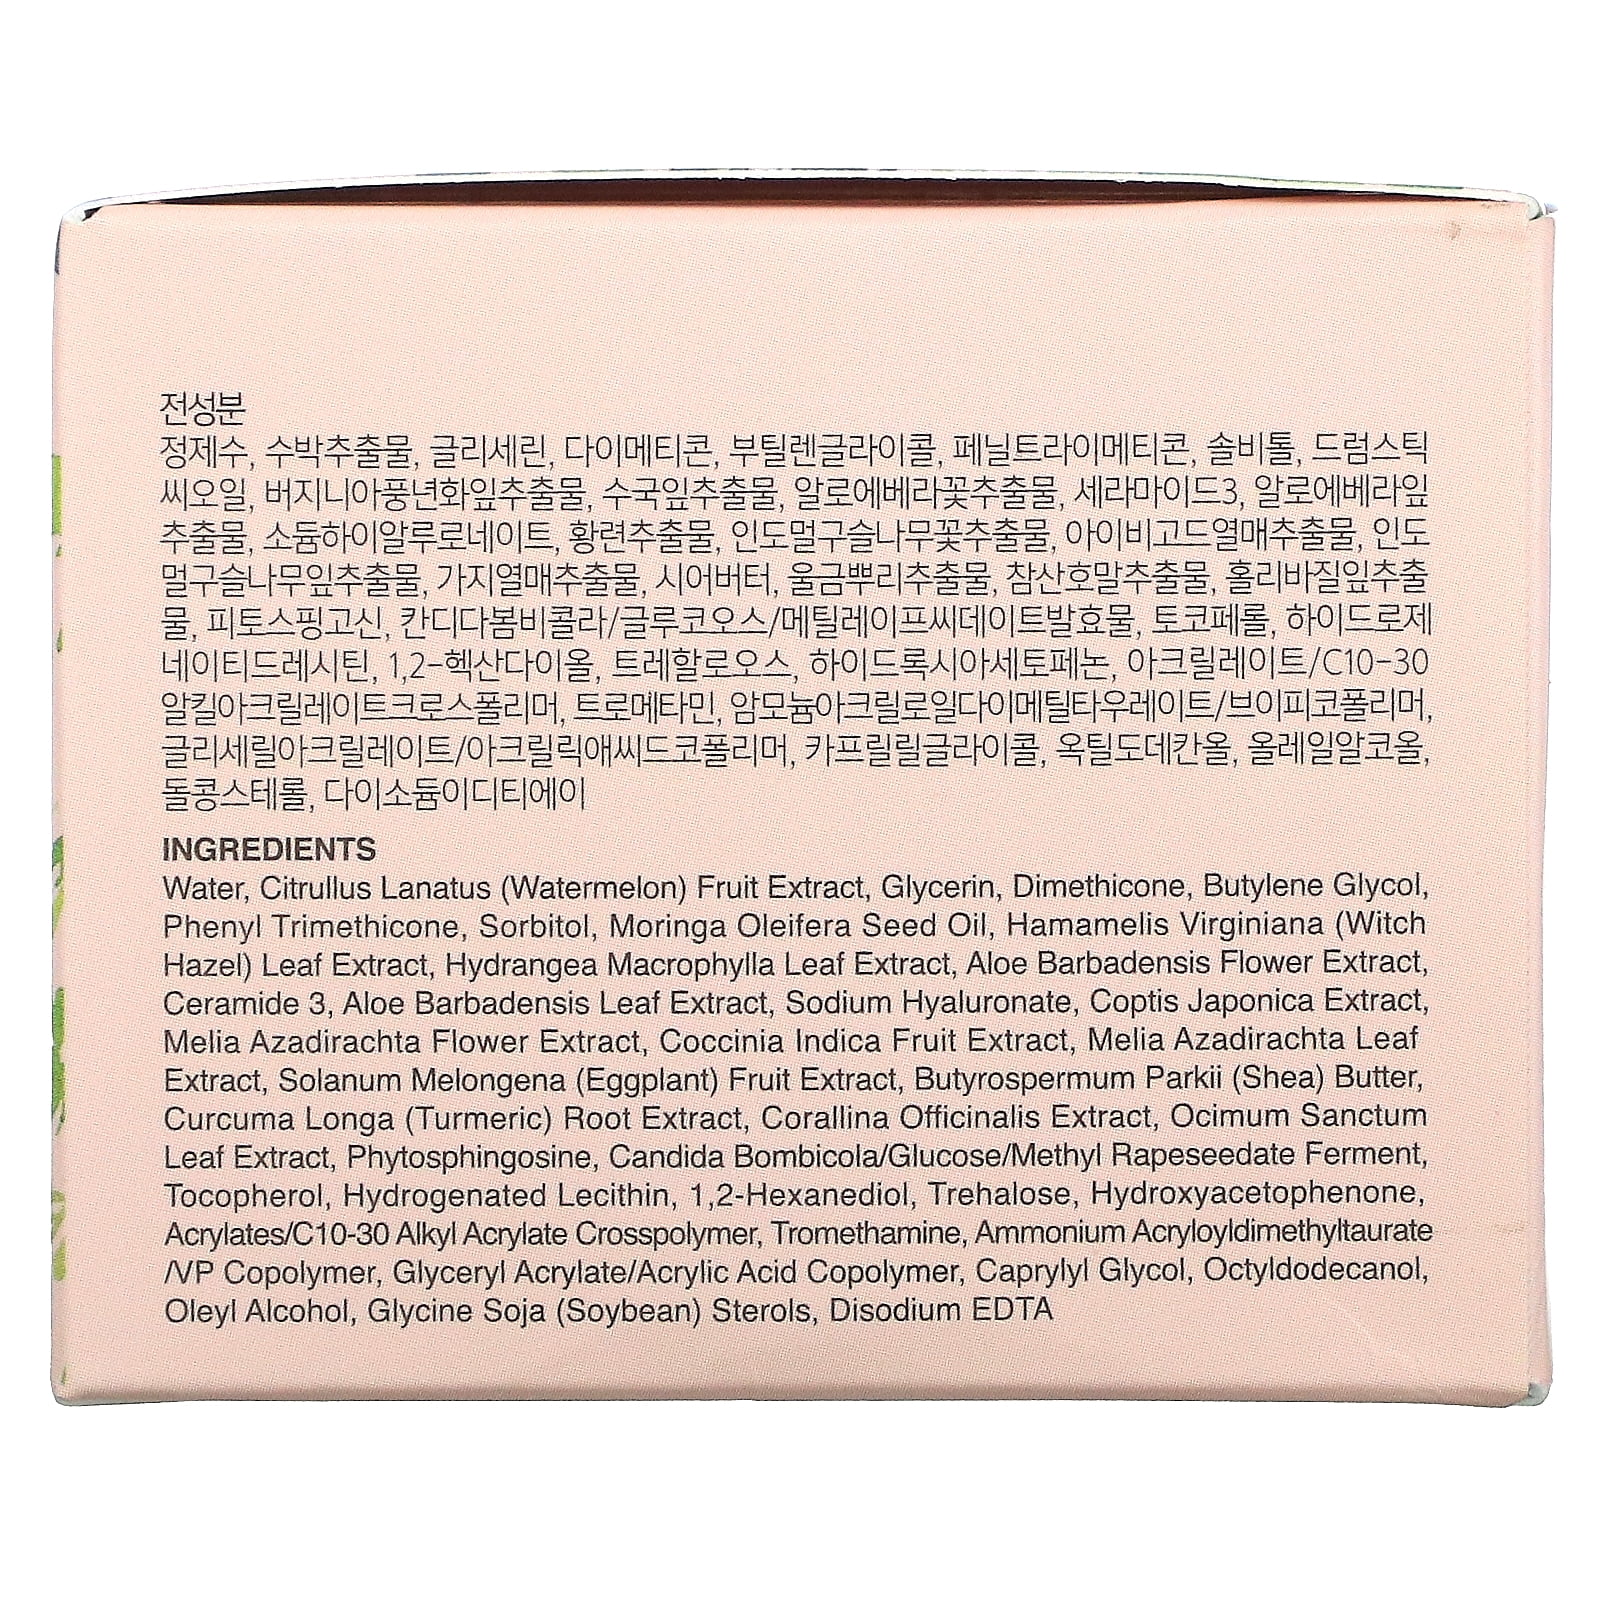 전성분
정제수, 수박추출물, 글리세린, 다이메티콘, 부틸렌글라이콜, 페닐트라이메티콘, 솔비톨, 드럼스틱
씨오일, 버지니아풍년화잎추출물, 수국잎추출물, 알로에베라꽃추출물, 세라마이드3, 알로에베라잎
추출물, 소듐하이알루로네이트, 황련추출물, 인도멀구슬나무꽃추출물, 아이비고드열매추출물, 인도
멀구슬나무잎추출물, 가지열매추출물, 시어버터, 울금뿌리추출물, 참산호말추출물, 홀리바질잎추출
물, 피토스핑고신, 칸디다봄비콜라/글루코오스/메틸레이프씨데이트발효물, 토코페롤, 하이드로제
네이티드레시틴, 1,2-헥산다이올, 트레할로오스, 하이드록시아세토페논, 아크릴레이트/C10-30
알킬아크릴레이트크로스폴리머, 트로메타민, 암모늄아크릴로일다이메틸타우레이트/브이피코폴리머,
글리세릴아크릴레이트/아크릴릭애씨드코폴리머, 카프릴릴글라이콜, 옥틸도데칸올, 올레일알코올,
돌콩스테롤, 다이소듐이디티에이
INGREDIENTS
Water, Citrullus Lanatus (Watermelon) Fruit Extract, Glycerin, Dimethicone, Butylene Glycol,
Phenyl Trimethicone, Sorbitol, Moringa Oleifera Seed Oil, Hamamelis Virginiana (Witch
Hazel) Leaf Extract, Hydrangea Macrophylla Leaf Extract, Aloe Barbadensis Flower Extract,
Ceramide 3, Aloe Barbadensis Leaf Extract, Sodium Hyaluronate, Coptis Japonica Extract,
Melia Azadirachta Flower Extract, Coccinia Indica Fruit Extract, Melia Azadirachta Leaf
Extract, Solanum Melongena (Eggplant) Fruit Extract, Butyrospermum Parkii (Shea) Butter,
Curcuma Longa (Turmeric) Root Extract, Corallina Officinalis Extract, Ocimum Sanctum
Leaf Extract, Phytosphingosine, Candida Bombicola/Glucose/Methyl Rapeseedate Ferment,
Tocopherol, Hydrogenated Lecithin, 1,2-Hexanediol, Trehalose, Hydroxyacetophenone,
Acrylates/C10-30 Alkyl Acrylate Crosspolymer, Tromethamine, Ammonium Acryloyldimethyltaurate
/VP Copolymer, Glyceryl Acrylate/Acrylic Acid Copolymer, Caprylyl Glycol, Octyldodecanol,
Oleyl Alcohol, Glycine Soja (Soybean) Sterols, Disodium EDTA